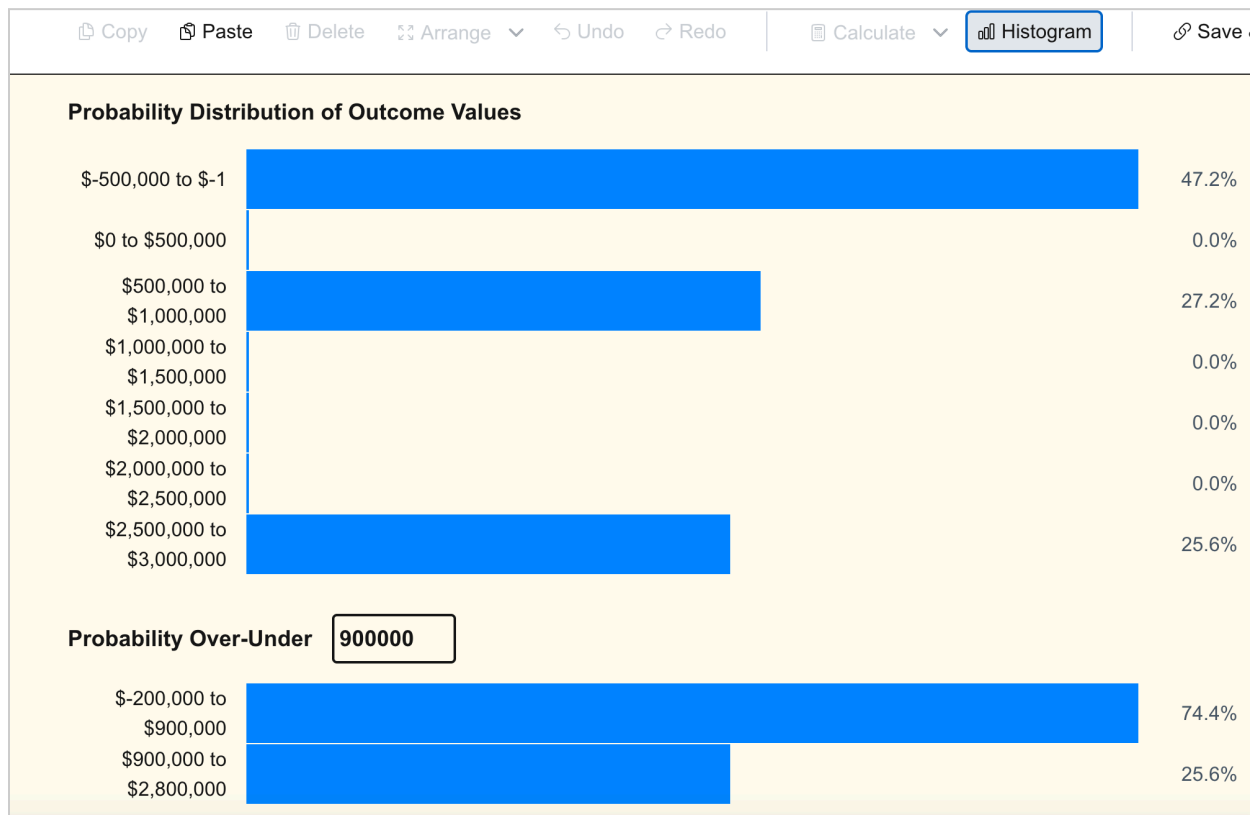 Copy Paste Delete Arrange Undo Redo Calculate Histogram Save
Probability Distribution of Outcome Values
$-500,000 to $-1 47.2%
$0 to $500,000 0.0%
$500,000 to
$1,000,000
27.2%
$1,000,000 to
$1,500,000
0.0%
$1,500,000 to
$2,000,000
0.0%
$2,000,000 to
$2,500,000
0.0%
$2,500,000 to
$3,000,000
25.6%
Probability Over-Under 900000
$-200,000 to
$900,000
74.4%
$900,000 to
$2,800,000
25.6%